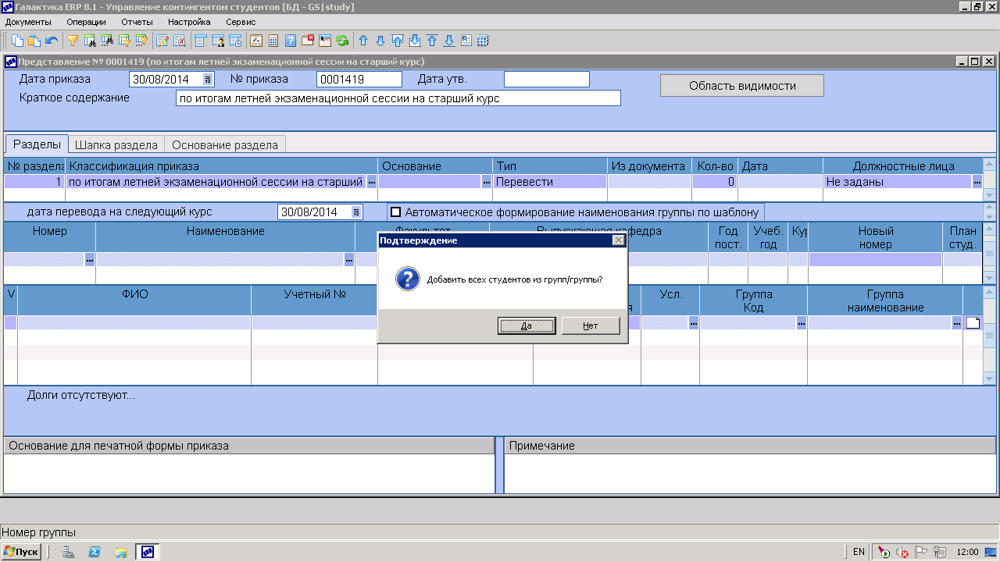 Галактика ERP 8.1 - Управление контингентом студентов [БД - GS|study]
Документы Операции Отчеты Настройка Сервис
Представление № 0001419 (по итогам летней экзаменационной сессии на старший курс)
Дата приказа 30/08/2014 № приказа 0001419 Дата утв. Область видимости
Краткое содержание по итогам летней экзаменационной сессии на старший курс
Разделы Шапка раздела Основание раздела
№ раздела Классификация приказа Основание Тип Из документа Кол-во Дата Должностные лица
1 по итогам летней экзаменационной сессии на старший Перевести 0 Не заданы
дата перевода на следующий курс 30/08/2014 Автоматическое формирование наименования группы по шаблону
Номер Наименование Факультет Выпускающая кафедра Год пост. Учеб. год Кур Новый номер План студ.
Подтверждение
Добавить всех студентов из групп/группы?
Да Нет
V ФИО Учетный № Усл. Группа Код Группа наименование
Долги отсутствуют...
Основание для печатной формы приказа Примечание
Номер группы
Пуск EN 12:00